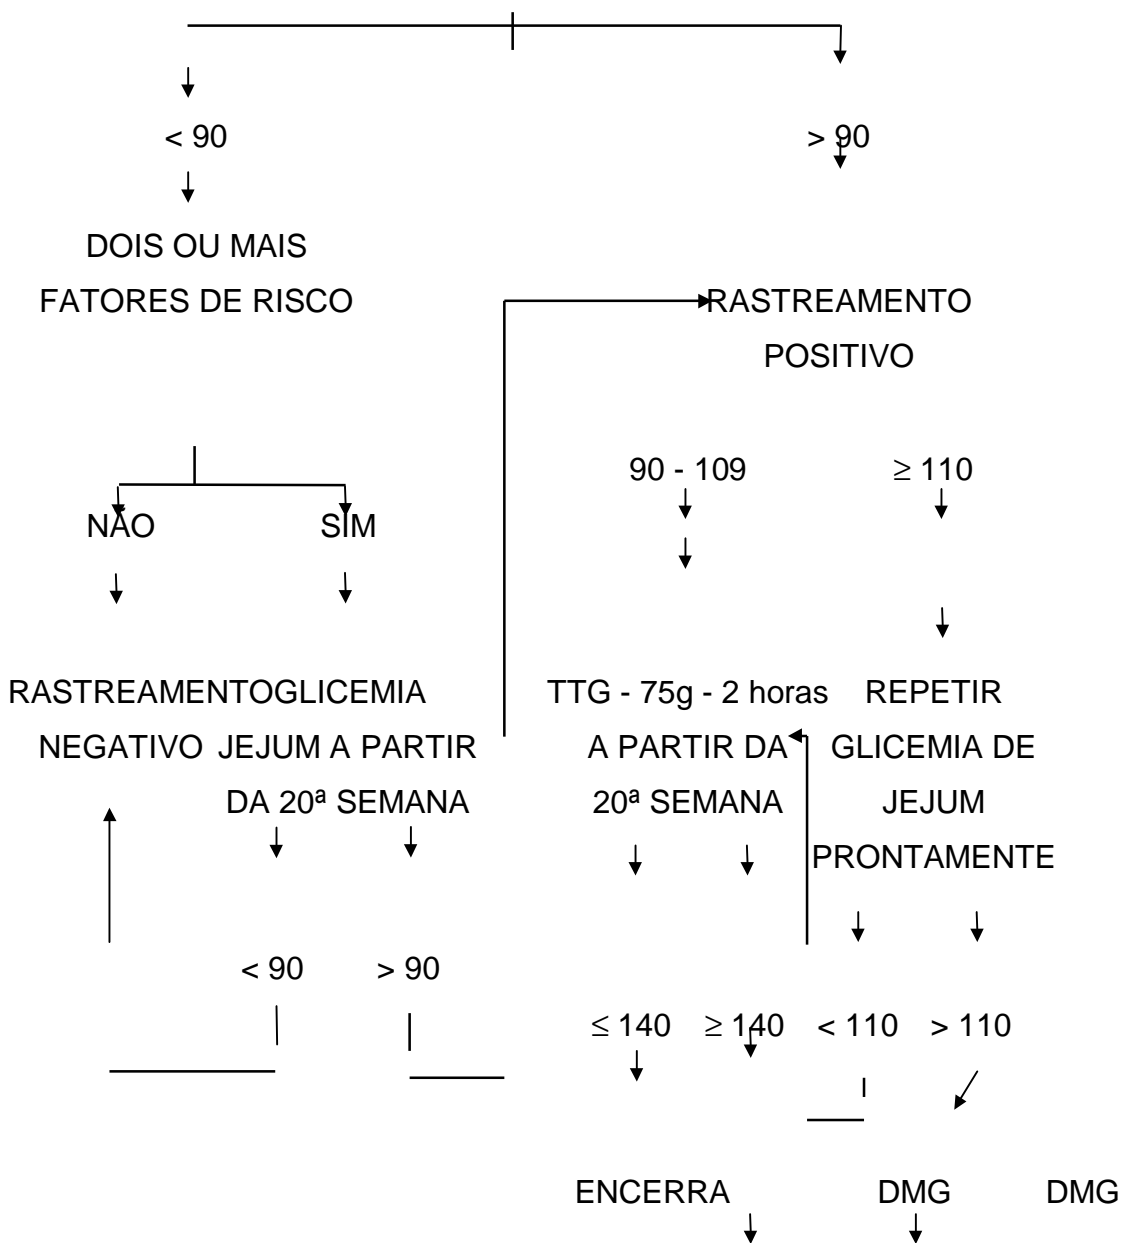 < 90
> 90
DOIS OU MAIS
FATORES DE RISCO
RASTREAMENTO
POSITIVO
90 - 109
≥ 110
NÃO
SIM
RASTREAMENTO
NEGATIVO
GLICEMIA
JEJUM A PARTIR
DA 20ª SEMANA
TTG - 75g - 2 horas
A PARTIR DA
20ª SEMANA
REPETIR
GLICEMIA DE
JEJUM
PRONTAMENTE
< 90
> 90
≤ 140
≥ 140
< 110
> 110
ENCERRA
DMG
DMG